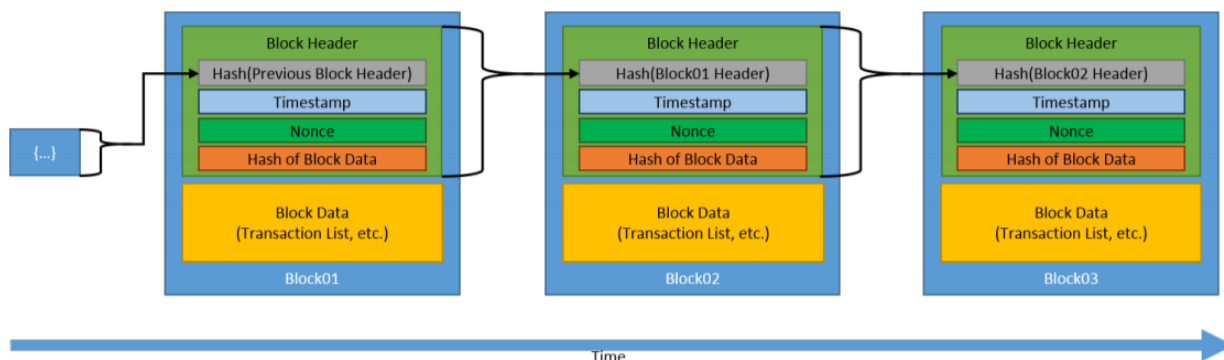 {...}
Block Header
Hash(Previous Block Header)
Timestamp
Nonce
Hash of Block Data
Block Data
(Transaction List, etc.)
Block01
Block Header
Hash(Block01 Header)
Timestamp
Nonce
Hash of Block Data
Block Data
(Transaction List, etc.)
Block02
Block Header
Hash(Block02 Header)
Timestamp
Nonce
Hash of Block Data
Block Data
(Transaction List, etc.)
Block03
Time